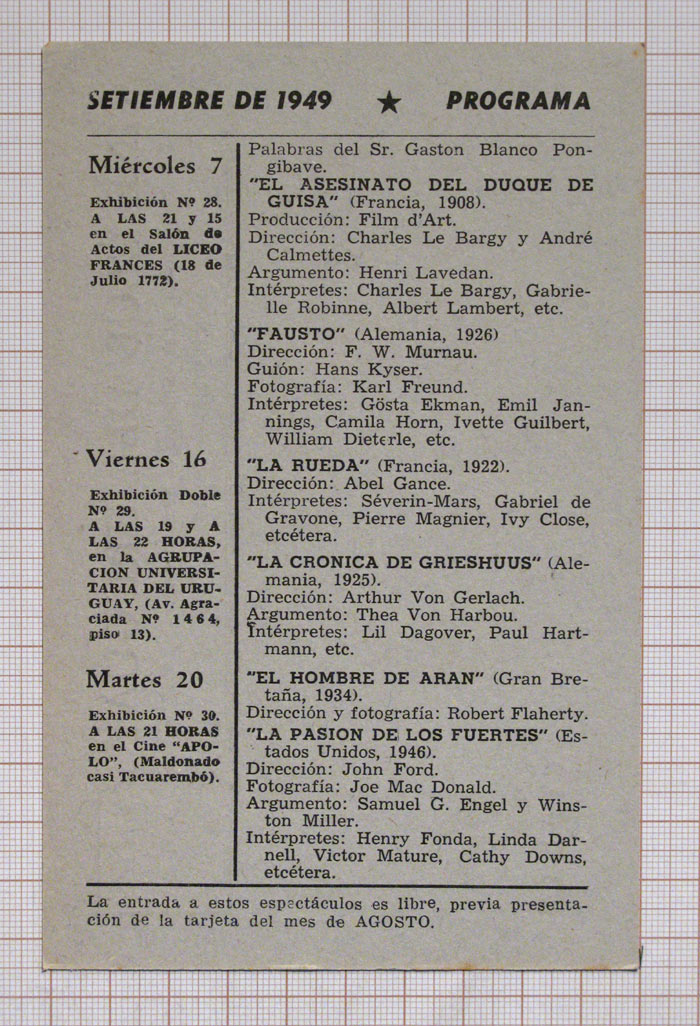 SETIEMBRE DE 1949 ★ PROGRAMA
Miércoles 7
Exhibición Nº 28.
A LAS 21 y 15
en el Salón de
Actos del LICEO
FRANCES (18 de
Julio 1772).
Palabras del Sr. Gaston Blanco Pon-
gibave.
"EL ASESINATO DEL DUQUE DE
GUISA" (Francia, 1908).
Producción: Film d'Art.
Dirección: Charles Le Bargy y André
Calmettes.
Argumento: Henri Lavedan.
Intérpretes: Charles Le Bargy, Gabrie-
lle Robinne, Albert Lambert, etc.
"FAUSTO" (Alemania, 1926)
Dirección: F. W. Murnau.
Guión: Hans Kyser.
Fotografía: Karl Freund.
Intérpretes: Gösta Ekman, Emil Jan-
nings, Camila Horn, Ivette Guilbert,
William Dieterle, etc.
Viernes 16
Exhibición Doble
Nº 29.
A LAS 19 y A
LAS 22 HORAS,
en la AGRUPA-
CION UNIVERSI-
TARIA DEL URU-
GUAY, (Av. Agra-
ciada Nº 1464,
piso 13).
"LA RUEDA" (Francia, 1922).
Dirección: Abel Gance.
Intérpretes: Séverin-Mars, Gabriel de
Gravone, Pierre Magnier, Ivy Close,
etcétera.
"LA CRONICA DE GRIESHUUS" (Ale-
mania, 1925).
Dirección: Arthur Von Gerlach.
Argumento: Thea Von Harbou.
Intérpretes: Lil Dagover, Paul Hart-
mann, etc.
Martes 20
Exhibición Nº 30.
A LAS 21 HORAS
en el Cine "APO-
LO", (Maldonado
casi Tacuarembó).
"EL HOMBRE DE ARAN" (Gran Bre-
taña, 1934).
Dirección y fotografía: Robert Flaherty.
"LA PASION DE LOS FUERTES" (Es-
tados Unidos, 1946).
Dirección: John Ford.
Fotografía: Joe Mac Donald.
Argumento: Samuel G. Engel y Wins-
ton Miller.
Intérpretes: Henry Fonda, Linda Dar-
nell, Victor Mature, Cathy Downs,
etcétera.
La entrada a estos espectáculos es libre, previa presenta-
ción de la tarjeta del mes de AGOSTO.